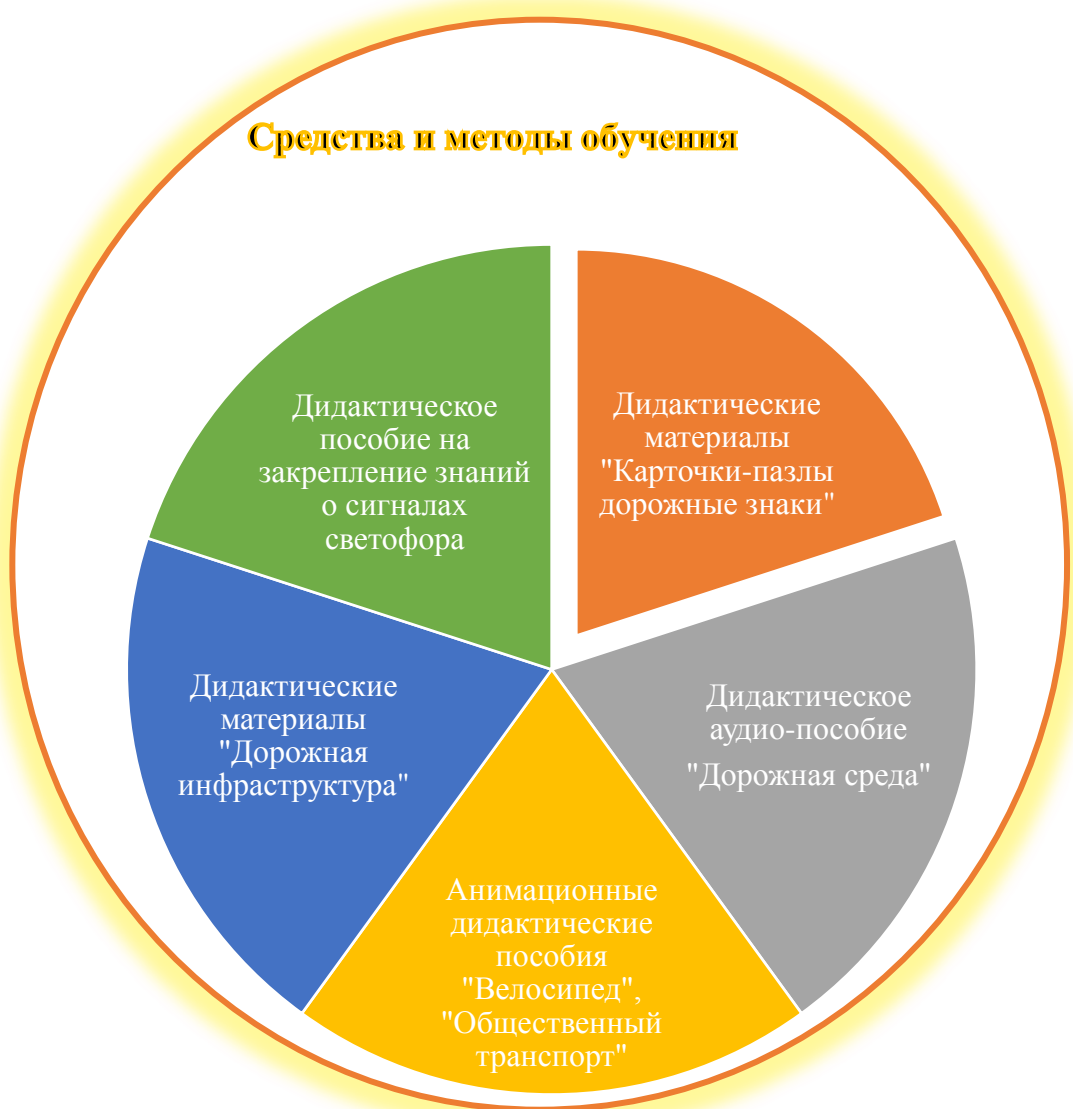 Средства и методы обучения
Дидактическое
пособие на
закрепление знаний
о сигналах
светофора
Дидактические
материалы
"Карточки-пазлы
дорожные знаки"
Дидактические
материалы
"Дорожная
инфраструктура"
Дидактическое
аудио-пособие
"Дорожная среда"
Анимационные
дидактические
пособия
"Велосипед",
"Общественный
транспорт"